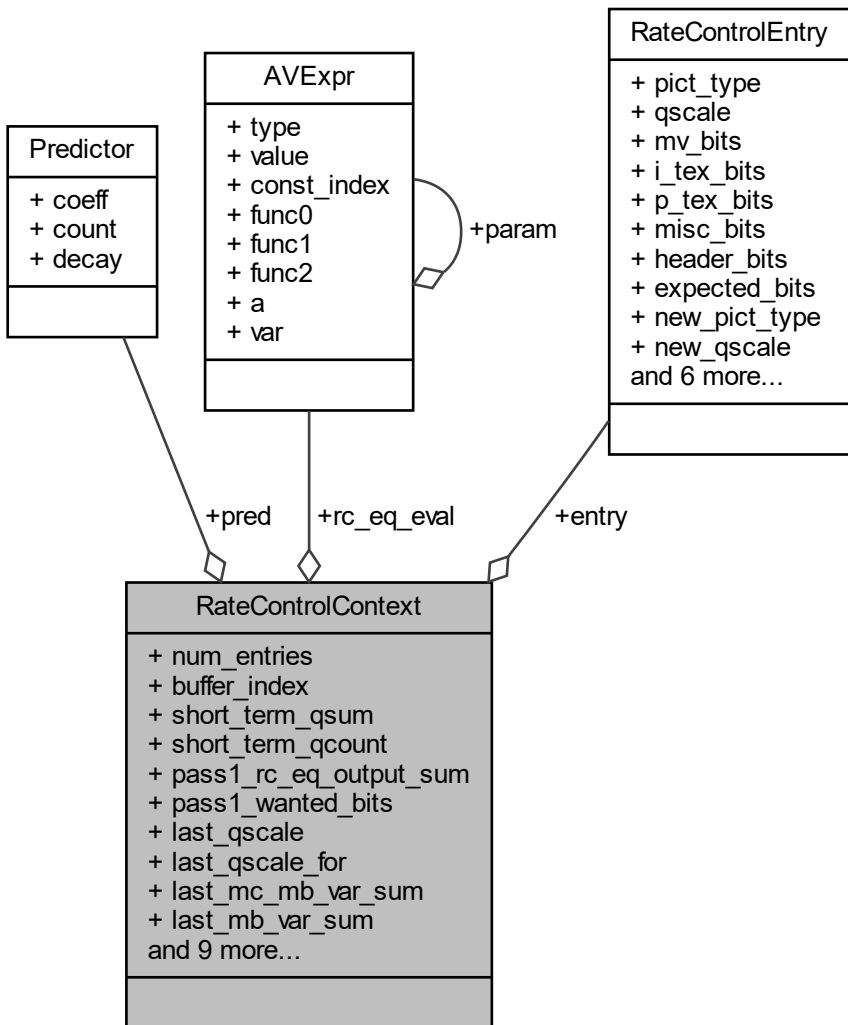 RateControlEntry
+ pict_type
+ qscale
+ mv_bits
+ i_tex_bits
+ p_tex_bits
+ misc_bits
+ header_bits
+ expected_bits
+ new_pict_type
+ new_qscale
and 6 more...
AVExpr
+ type
+ value
+ const_index
+ func0
+ func1
+ func2
+ a
+ var
+param
Predictor
+ coeff
+ count
+ decay
+pred
+rc_eq_eval
+entry
RateControlContext
+ num_entries
+ buffer_index
+ short_term_qsum
+ short_term_qcount
+ pass1_rc_eq_output_sum
+ pass1_wanted_bits
+ last_qscale
+ last_qscale_for
+ last_mc_mb_var_sum
+ last_mb_var_sum
and 9 more...